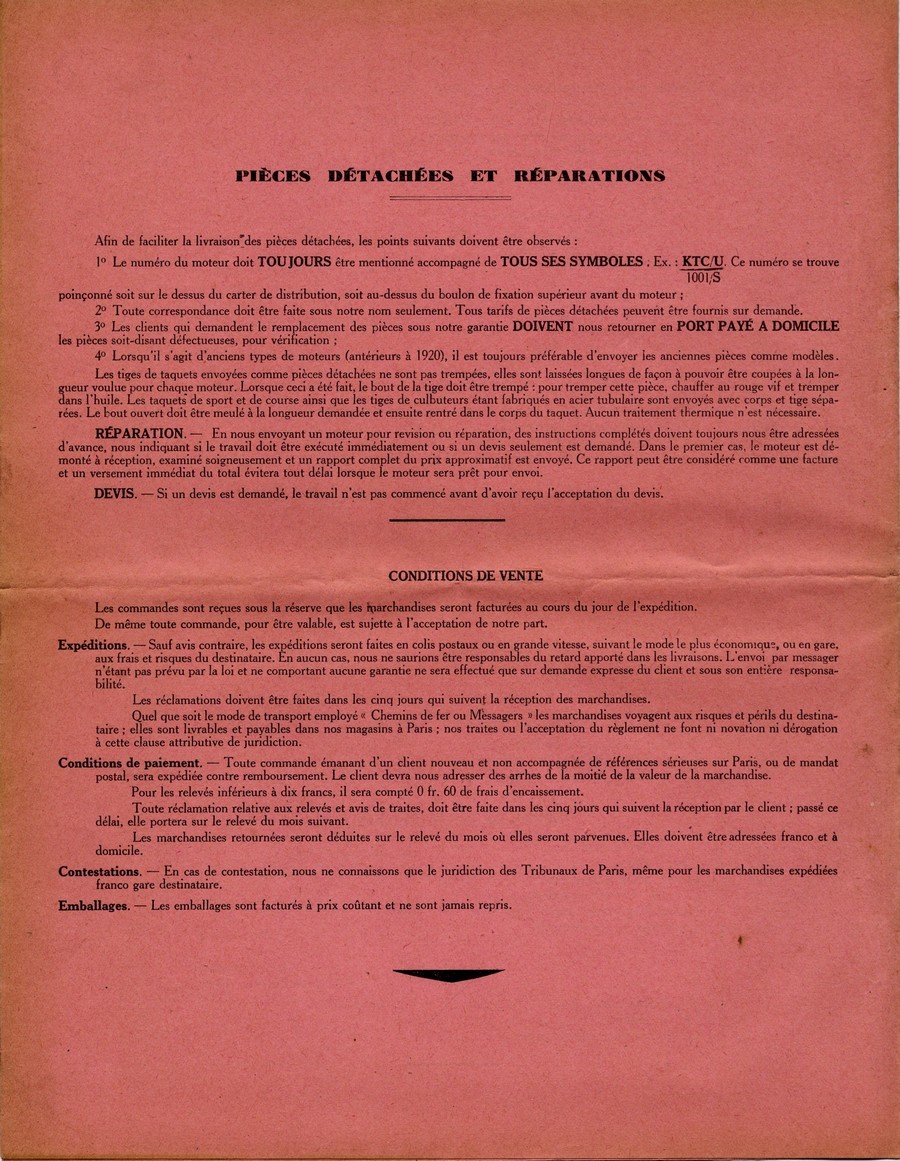 PIÈCES DÉTACHÉES ET RÉPARATIONS
Afin de faciliter la livraison des pièces détachées, les points suivants doivent être observés :
1º Le numéro du moteur doit TOUJOURS être mentionné accompagné de TOUS SES SYMBOLES. Ex. : KTC/U. Ce numéro se trouve
1001/S
poinçonné soit sur le dessus du carter de distribution, soit au-dessus du boulon de fixation supérieur avant du moteur ;
2º Toute correspondance doit être faite sous notre nom seulement. Tous tarifs de pièces détachées peuvent être fournis sur demande.
3º Les clients qui demandent le remplacement des pièces sous notre garantie DOIVENT nous retourner en PORT PAYÉ A DOMICILE
les pièces soit-disant défectueuses, pour vérification ;
4º Lorsqu'il s'agit d'anciens types de moteurs (antérieurs à 1920), il est toujours préférable d'envoyer les anciennes pièces comme modèles.
Les tiges de taquets envoyées comme pièces détachées ne sont pas trempées, elles sont laissées longues de façon à pouvoir être coupées à la lon-
gueur voulue pour chaque moteur. Lorsque ceci a été fait, le bout de la tige doit être trempé : pour tremper cette pièce, chauffer au rouge vif et tremper
dans l'huile. Les taquets de sport et de course ainsi que les tiges de culbuteurs étant fabriqués en acier tubulaire sont envoyés avec corps et tige sépa-
rées. Le bout ouvert doit être meulé à la longueur demandée et ensuite rentré dans le corps du taquet. Aucun traitement thermique n'est nécessaire.
RÉPARATION. — En nous envoyant un moteur pour revision ou réparation, des instructions complétés doivent toujours nous être adressées
d'avance, nous indiquant si le travail doit être exécuté immédiatement ou si un devis seulement est demandé. Dans le premier cas, le moteur est dé-
monté à réception, examiné soigneusement et un rapport complet du prix approximatif est envoyé. Ce rapport peut être considéré comme une facture
et un versement immédiat du total évitera tout délai lorsque le moteur sera prêt pour envoi.
DEVIS. — Si un devis est demandé, le travail n'est pas commencé avant d'avoir reçu l'acceptation du devis.
CONDITIONS DE VENTE
Les commandes sont reçues sous la réserve que les marchandises seront facturées au cours du jour de l'expédition.
De même toute commande, pour être valable, est sujette à l'acceptation de notre part.
Expéditions. — Sauf avis contraire, les expéditions seront faites en colis postaux ou en grande vitesse, suivant le mode le plus économique, ou en gare,
aux frais et risques du destinataire. En aucun cas, nous ne saurions être responsables du retard apporté dans les livraisons. L'envoi par messager
n'étant pas prévu par la loi et ne comportant aucune garantie ne sera effectué que sur demande expresse du client et sous son entière responsa-
bilité.
Les réclamations doivent être faites dans les cinq jours qui suivent la réception des marchandises.
Quel que soit le mode de transport employé « Chemins de fer ou Messagers » les marchandises voyagent aux risques et périls du destina-
taire ; elles sont livrables et payables dans nos magasins à Paris ; nos traites ou l'acceptation du règlement ne font ni novation ni dérogation
à cette clause attributive de juridiction.
Conditions de paiement. — Toute commande émanant d'un client nouveau et non accompagnée de références sérieuses sur Paris, ou de mandat
postal, sera expédiée contre remboursement. Le client devra nous adresser des arrhes de la moitié de la valeur de la marchandise.
Pour les relevés inférieurs à dix francs, il sera compté 0 fr. 60 de frais d'encaissement.
Toute réclamation relative aux relevés et avis de traites, doit être faite dans les cinq jours qui suivent la réception par le client ; passé ce
délai, elle portera sur le relevé du mois suivant.
Les marchandises retournées seront déduites sur le relevé du mois où elles seront parvenues. Elles doivent être adressées franco et à
domicile.
Contestations. — En cas de contestation, nous ne connaissons que le juridiction des Tribunaux de Paris, même pour les marchandises expédiées
franco gare destinataire.
Emballages. — Les emballages sont facturés à prix coûtant et ne sont jamais repris.